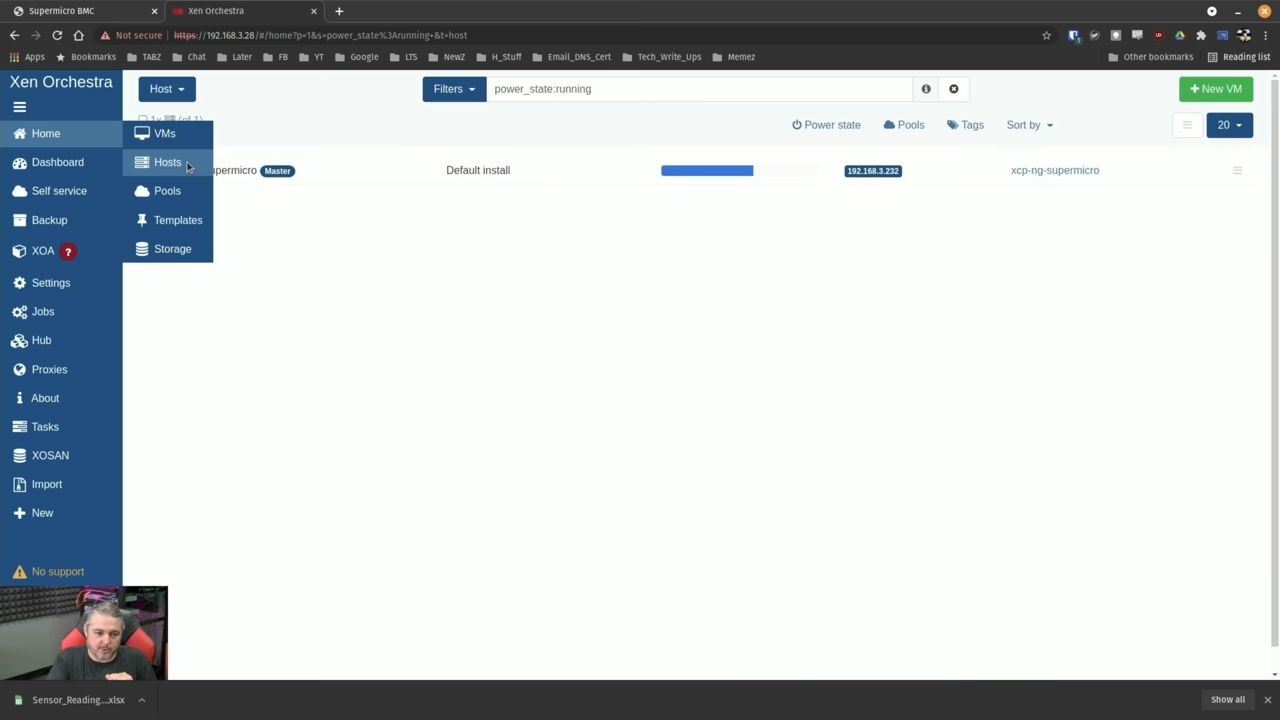 Supermicro BMC
Xen Orchestra
Not secure https://192.168.3.28/#/home?p=1&s=power_state%3Arunning+&t=host
Apps Bookmarks TABZ Chat Later FB YT Google LTS NewZ H_Stuff Email_DNS_Cert Tech_Write_Ups Memez Other bookmarks Reading list
Xen Orchestra
Home
Dashboard
Self service
Backup
XOA ?
Settings
Jobs
Hub
Proxies
About
Tasks
XOSAN
Import
New
No support
VMs
Hosts
Pools
Templates
Storage
Host Filters power_state:running New VM
Power state Pools Tags Sort by 20
upermicro Master Default install 192.168.3.232 xcp-ng-supermicro
Sensor_Reading....xlsx Show all